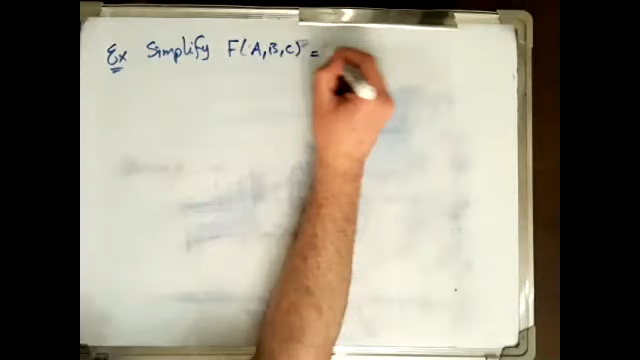 Ex Simplify F(A,B,C) =